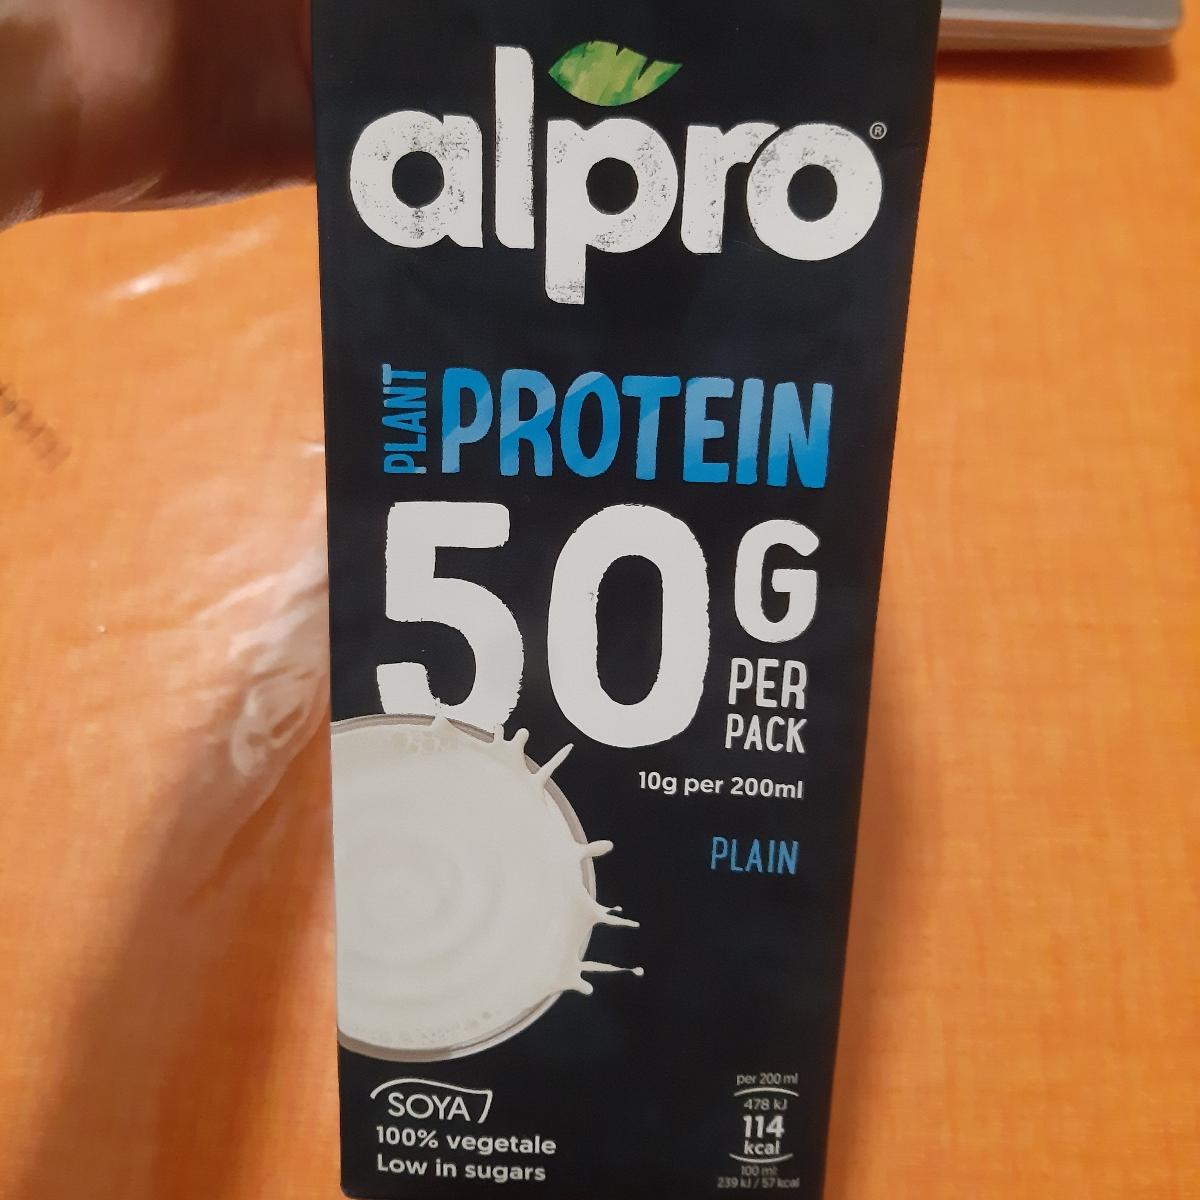 alpro®
PLANT PROTEIN
50 G
PER
PACK
10g per 200ml
PLAIN
SOYA
100% vegetale
Low in sugars
per 200 ml
478 kJ
114
kcal
100 ml:
239 kJ / 57 kcal